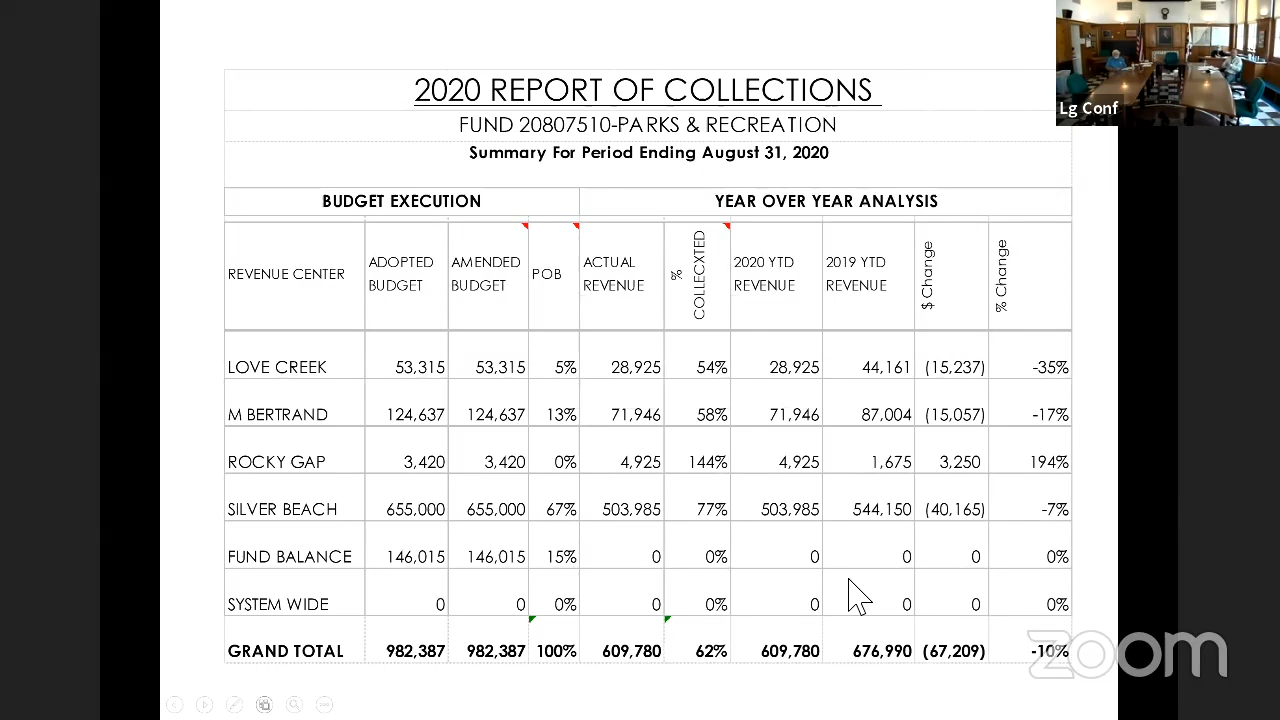 2020 REPORT OF COLLECTIONS
FUND 20807510-PARKS & RECREATION
Summary For Period Ending August 31, 2020
Lg Conf
BUDGET EXECUTION YEAR OVER YEAR ANALYSIS
REVENUE CENTER ADOPTED BUDGET AMENDED BUDGET POB ACTUAL REVENUE % COLLECXTED 2020 YTD REVENUE 2019 YTD REVENUE $ Change % Change
LOVE CREEK 53,315 53,315 5% 28,925 54% 28,925 44,161 (15,237) -35%
M BERTRAND 124,637 124,637 13% 71,946 58% 71,946 87,004 (15,057) -17%
ROCKY GAP 3,420 3,420 0% 4,925 144% 4,925 1,675 3,250 194%
SILVER BEACH 655,000 655,000 67% 503,985 77% 503,985 544,150 (40,165) -7%
FUND BALANCE 146,015 146,015 15% 0 0% 0 0 0 0%
SYSTEM WIDE 0 0 0% 0 0% 0 0 0 0%
GRAND TOTAL 982,387 982,387 100% 609,780 62% 609,780 676,990 (67,209) -10%
zoom